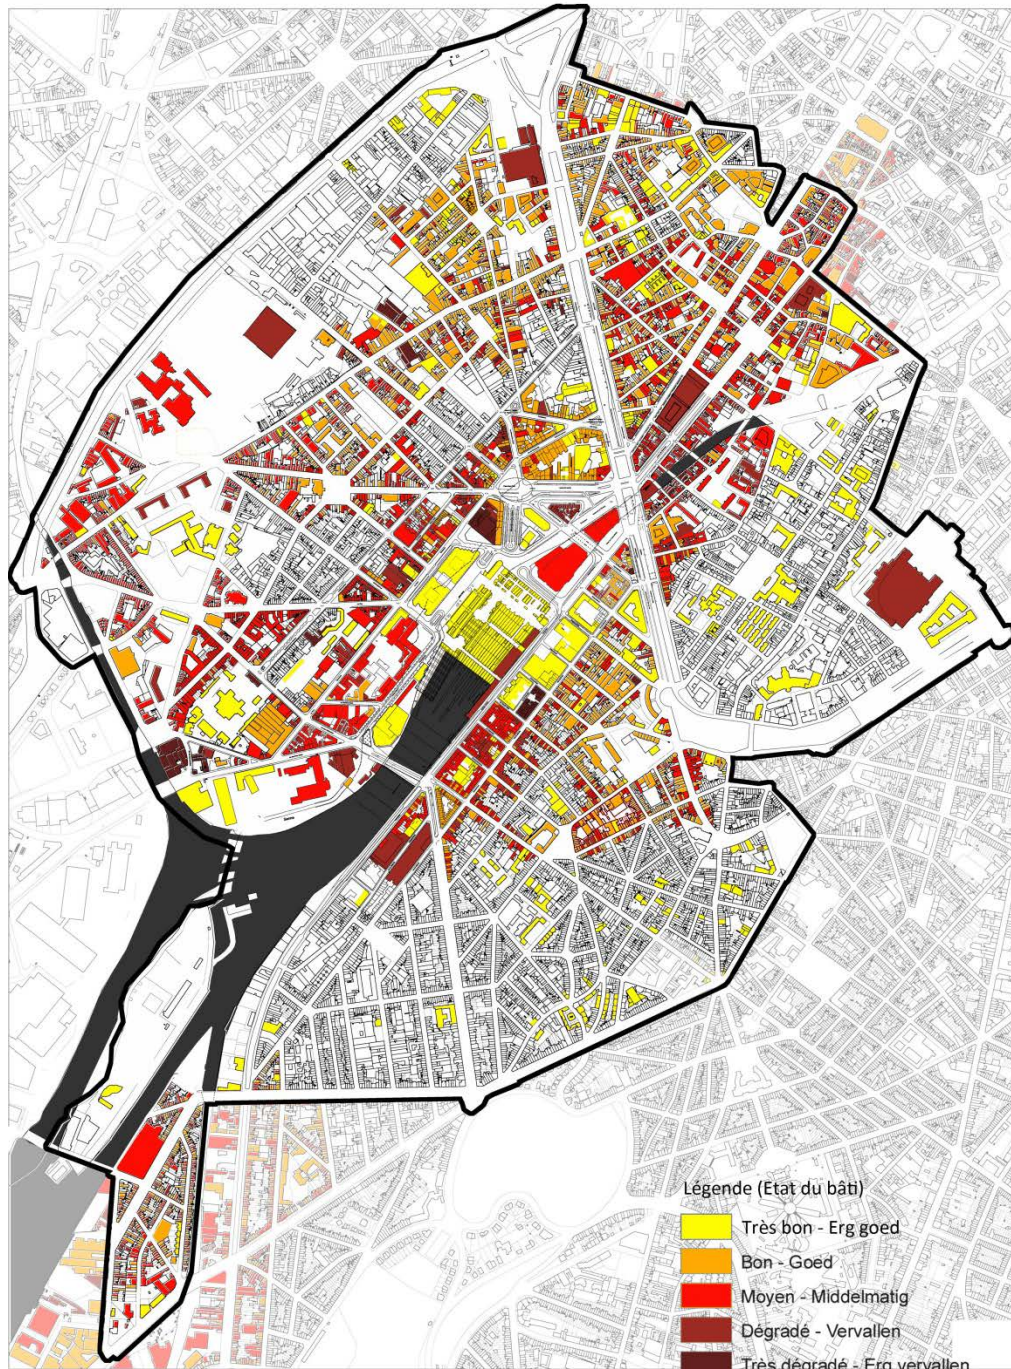 Légende (Etat du bâti)
Très bon - Erg goed
Bon - Goed
Moyen - Middelmatig
Dégradé - Vervallen
Très dégradé - Erg vervallen